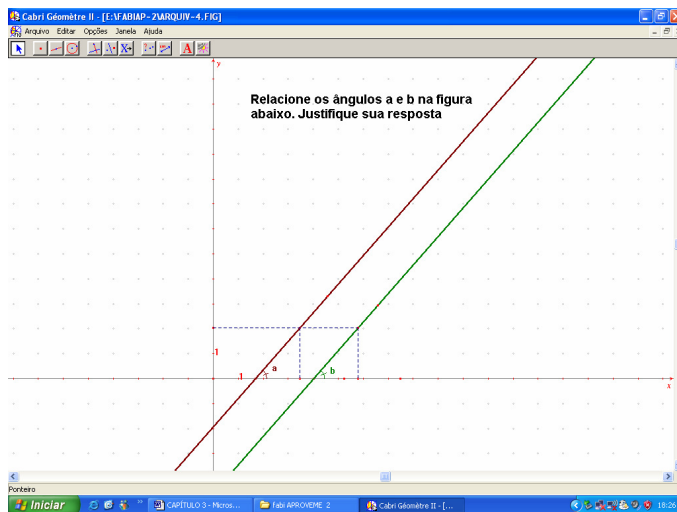 Cabri Géomètre II - [E:\FABIAP-2\ARQUIV-4.FIG]
Arquivo Editar Opções Janela Ajuda
A
y
Relacione os ângulos a e b na figura
abaixo. Justifique sua resposta
1
a
b
1
x
Ponteiro
Iniciar
CAPÍTULO 3 - Micros...
fabi APROVEME 2
Cabri Géomètre II - [...
18:26